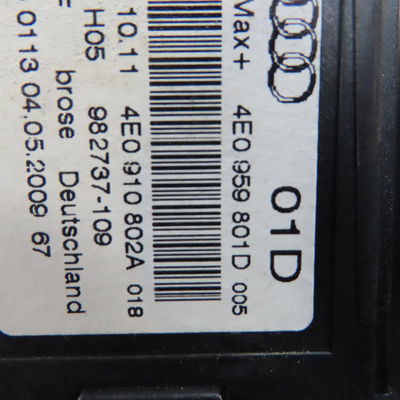 01D
Max+ 4E0 959 801D 005
10.11 4E0 910 802A 018
H05 982737-109
brose Deutschland
0113 04.05.2009 67